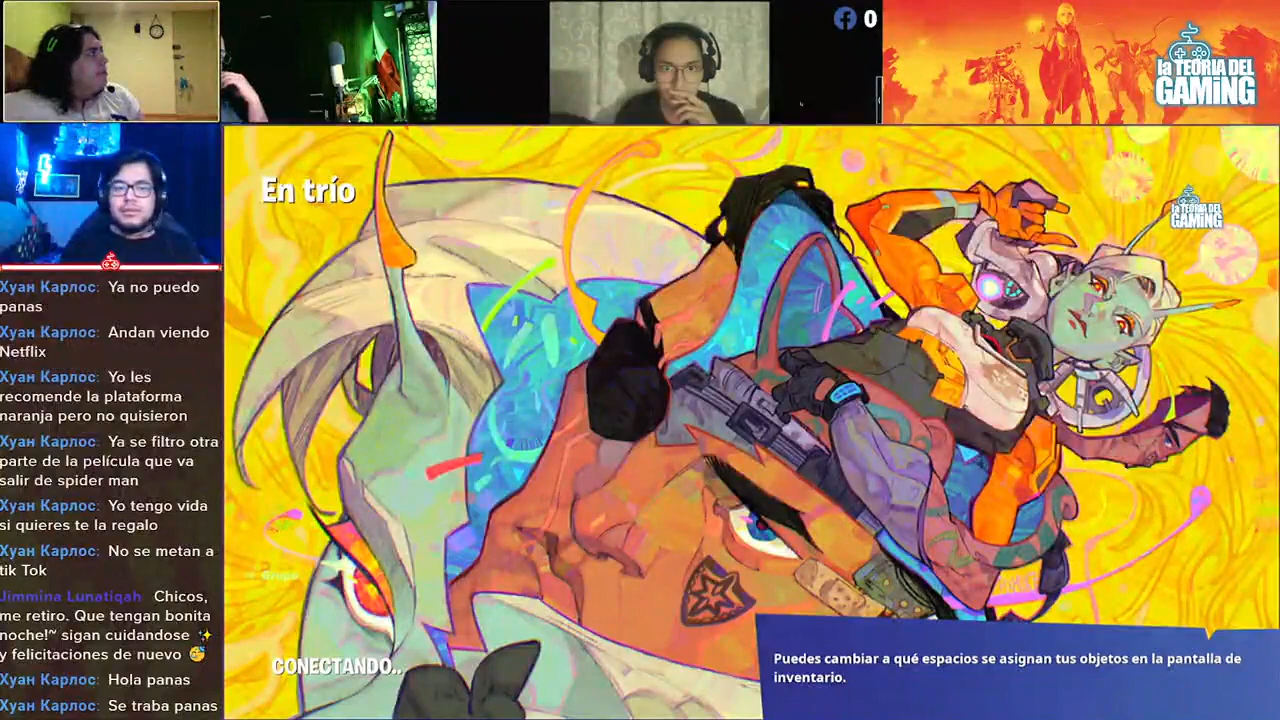 0
la TEORÍA DEL
GAMING
En trío
la TEORÍA DEL
GAMING
Хуан Карлос: Ya no puedo
panas
Хуан Карлос: Andan viendo
Netflix
Хуан Карлос: Yo les
recomende la plataforma
naranja pero no quisieron
Хуан Карлос: Ya se filtro otra
parte de la película que va
salir de spider man
Хуан Карлос: Yo tengo vida
si quieres te la regalo
Хуан Карлос: No se metan a
tik Tok
Jimmina Lunatiqah Chicos,
me retiro. Que tengan bonita
noche!~ sigan cuidandose ✨
y felicitaciones de nuevo 🥳
Хуан Карлос: Hola panas
Хуан Карлос: Se traba panas
Grupo
CONECTANDO..
Puedes cambiar a qué espacios se asignan tus objetos en la pantalla de
inventario.